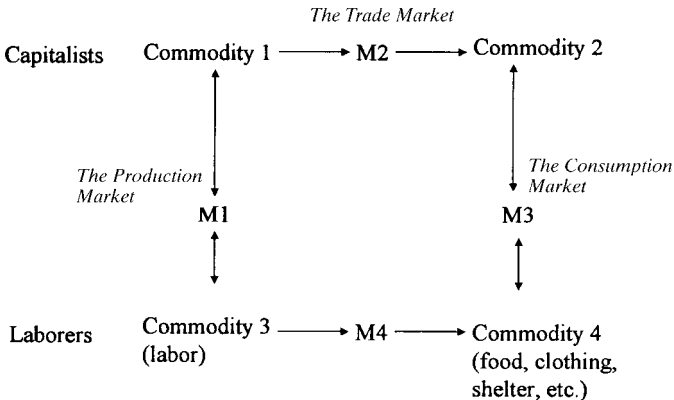 The Trade Market
Capitalists Commodity 1 M2 Commodity 2
The Production
Market
The Consumption
Market
M1 M3
Laborers Commodity 3 M4 Commodity 4
(labor) (food, clothing,
shelter, etc.)